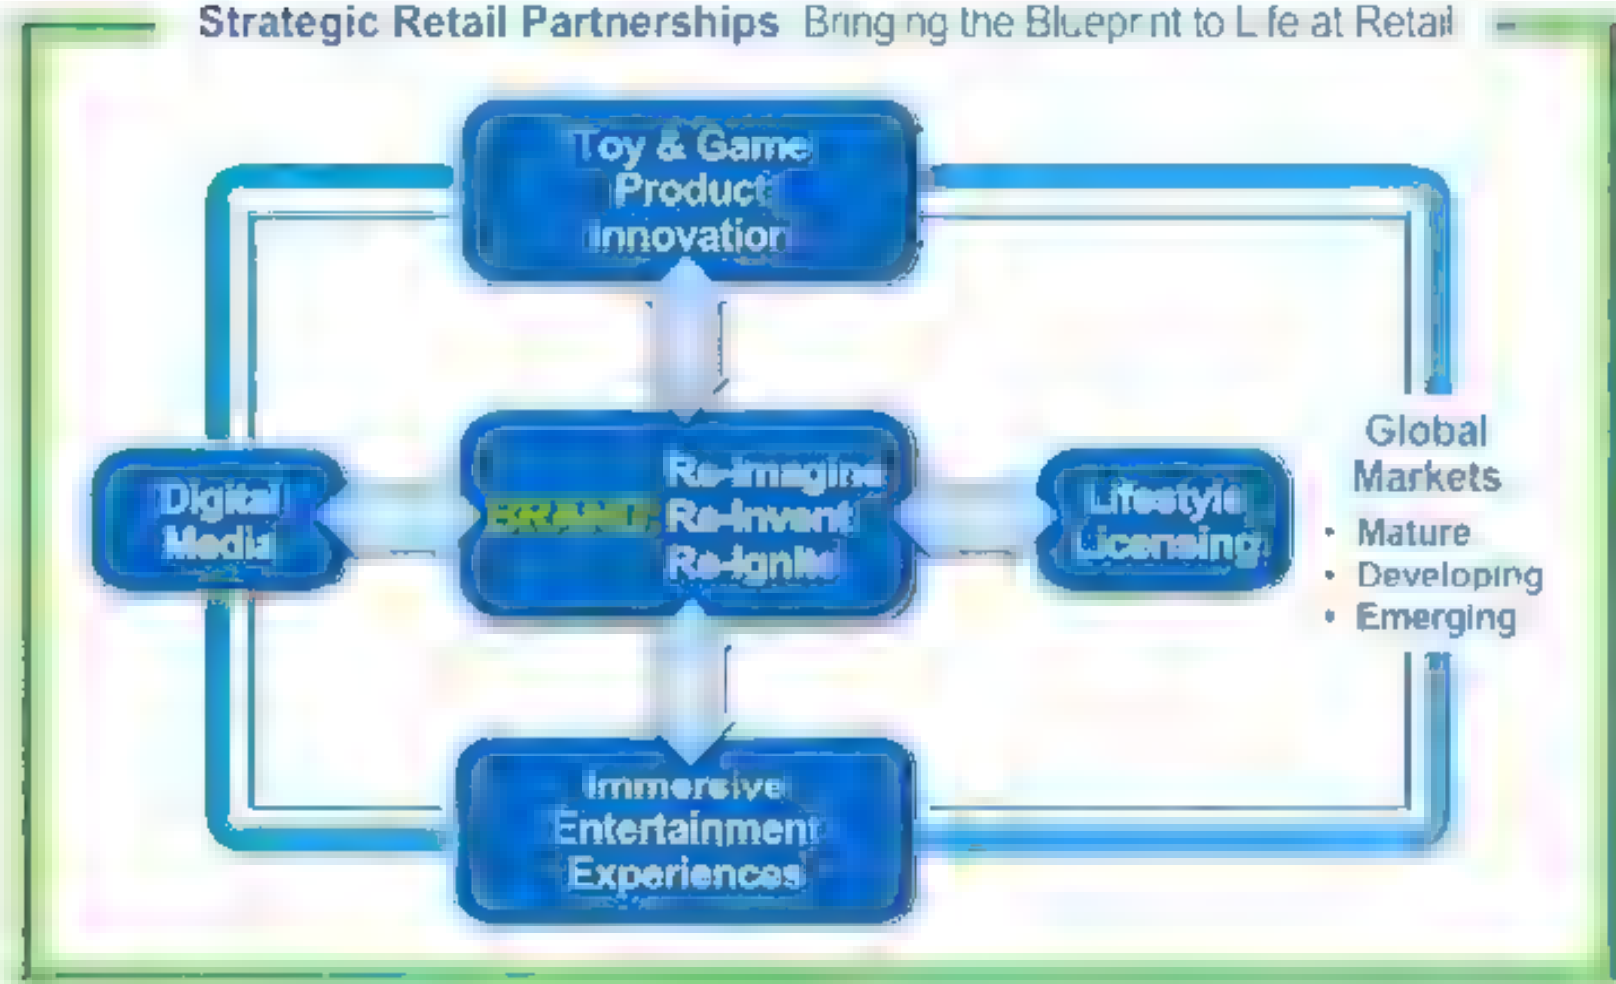 Strategic Retail Partnerships Bringing the Blueprint to Life at Retail
Toy & Game
Product
Innovation
Digital
Media
BRANDS
Re-Imagine
Re-Invent
Re-Ignite
Lifestyle
Licensing
Global
Markets
• Mature
• Developing
• Emerging
Immersive
Entertainment
Experiences